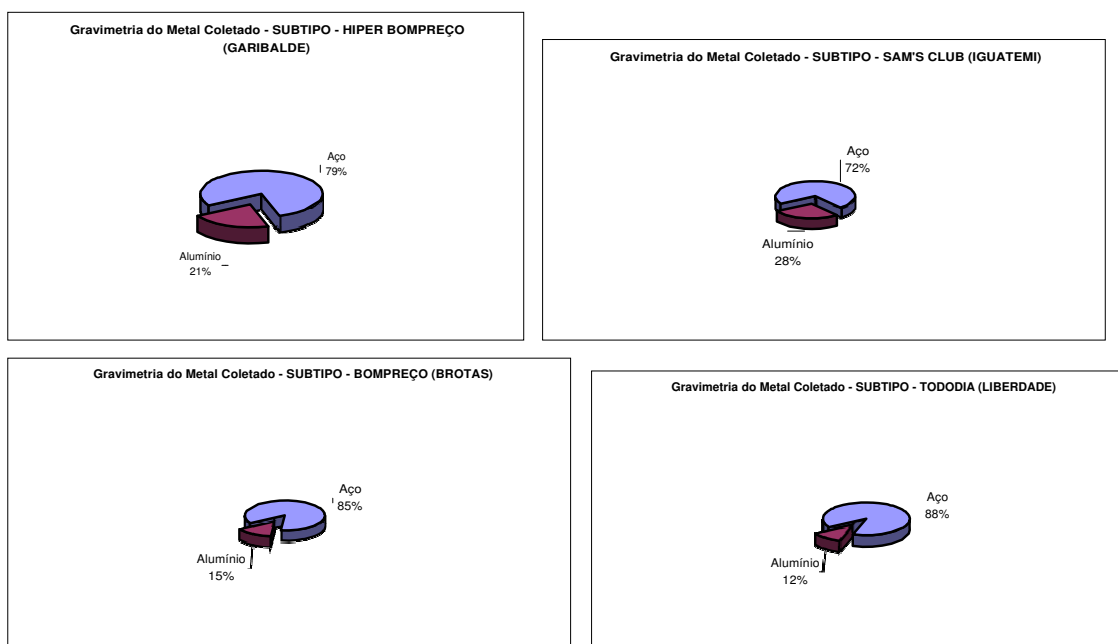 Gravimetria do Metal Coletado - SUBTIPO - HIPER BOMPREÇO
(GARIBALDE)
Aço
79%
Alumínio
21%
Gravimetria do Metal Coletado - SUBTIPO - SAM'S CLUB (IGUATEMI)
Aço
72%
Alumínio
28%
Gravimetria do Metal Coletado - SUBTIPO - BOMPREÇO (BROTAS)
Aço
85%
Alumínio
15%
Gravimetria do Metal Coletado - SUBTIPO - TODODIA (LIBERDADE)
Aço
88%
Alumínio
12%